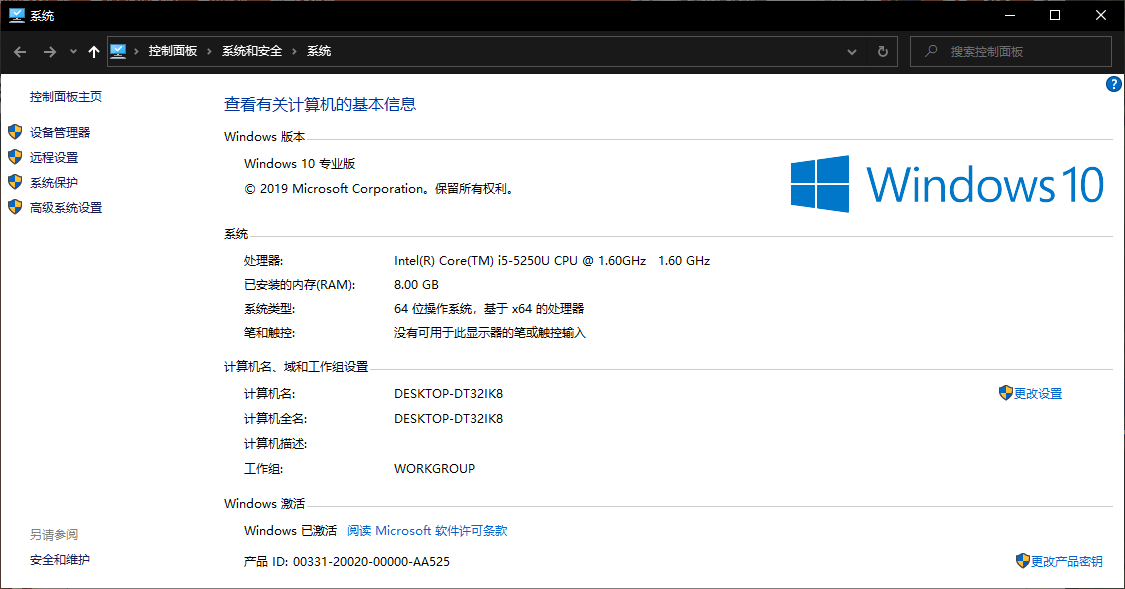 系统
控制面板 › 系统和安全 › 系统
搜索控制面板
控制面板主页
设备管理器
远程设置
系统保护
高级系统设置
查看有关计算机的基本信息
Windows 版本
Windows 10 专业版
© 2019 Microsoft Corporation。保留所有权利。
Windows 10
系统
处理器: Intel(R) Core(TM) i5-5250U CPU @ 1.60GHz 1.60 GHz
已安装的内存(RAM): 8.00 GB
系统类型: 64 位操作系统，基于 x64 的处理器
笔和触控: 没有可用于此显示器的笔或触控输入
计算机名、域和工作组设置
计算机名: DESKTOP-DT32IK8 更改设置
计算机全名: DESKTOP-DT32IK8
计算机描述:
工作组: WORKGROUP
Windows 激活
Windows 已激活 阅读 Microsoft 软件许可条款
产品 ID: 00331-20020-00000-AA525 更改产品密钥
另请参阅
安全和维护